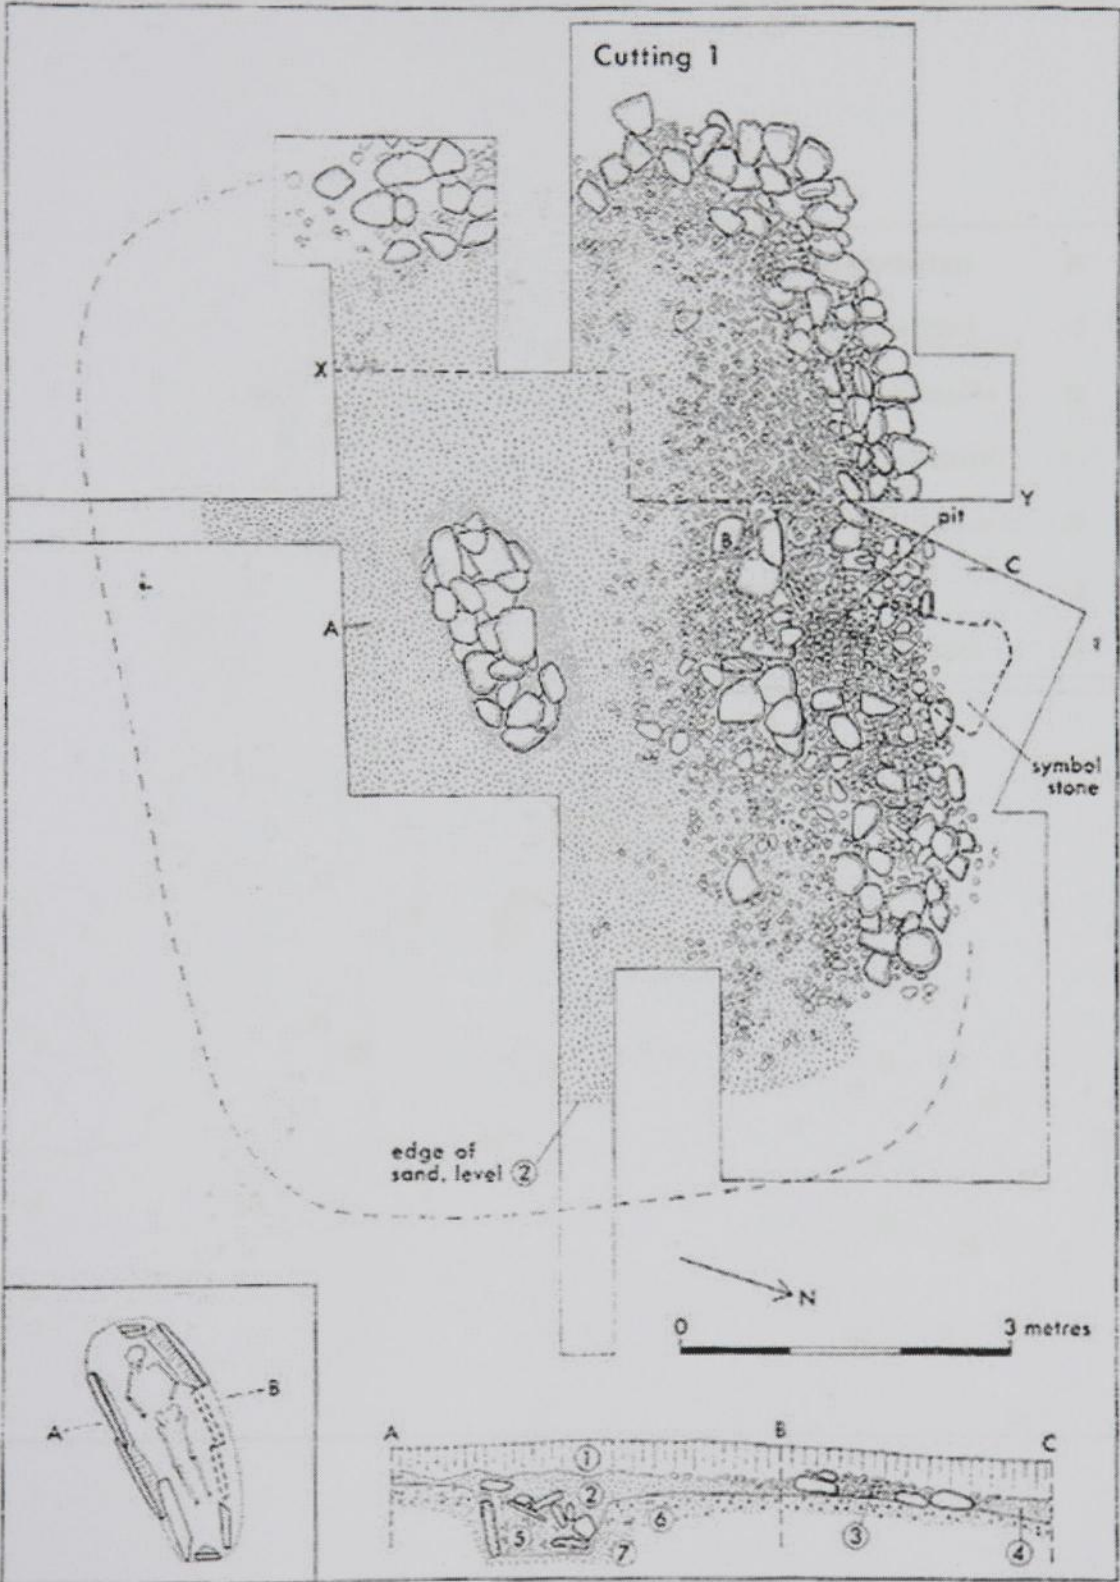 Cutting 1
X
Y
pit
B
C
A
symbol
stone
edge of
sand, level ②
N
0 3 metres
A
B
A B C
①
②
⑤ ⑥ ③
⑦ ④